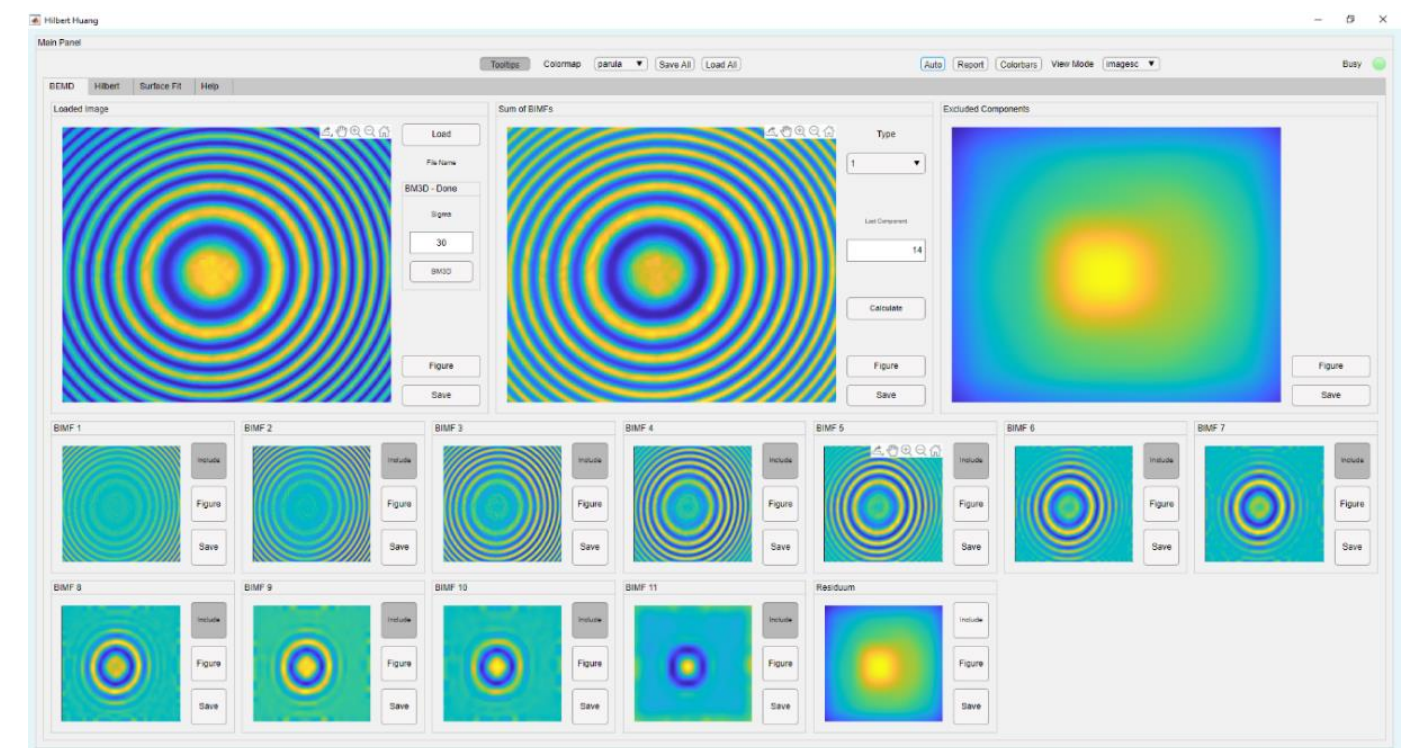 Hilbert Huang
Main Panel
Tooltips Colormap parula Save All Load All Auto Report Colorbars View Mode imagesc Busy
BEMD Hilbert Surface Fit Help
Loaded Image
Load
File Name
BM3D - Done
Sigma
30
BM3D
Figure
Save
Sum of BIMFs
Type
1
Last Component
14
Calculate
Figure
Save
Excluded Components
Figure
Save
BIMF 1
Include
Figure
Save
BIMF 2
Include
Figure
Save
BIMF 3
Include
Figure
Save
BIMF 4
Include
Figure
Save
BIMF 5
Include
Figure
Save
BIMF 6
Include
Figure
Save
BIMF 7
Include
Figure
Save
BIMF 8
Include
Figure
Save
BIMF 9
Include
Figure
Save
BIMF 10
Include
Figure
Save
BIMF 11
Include
Figure
Save
Residuum
Include
Figure
Save